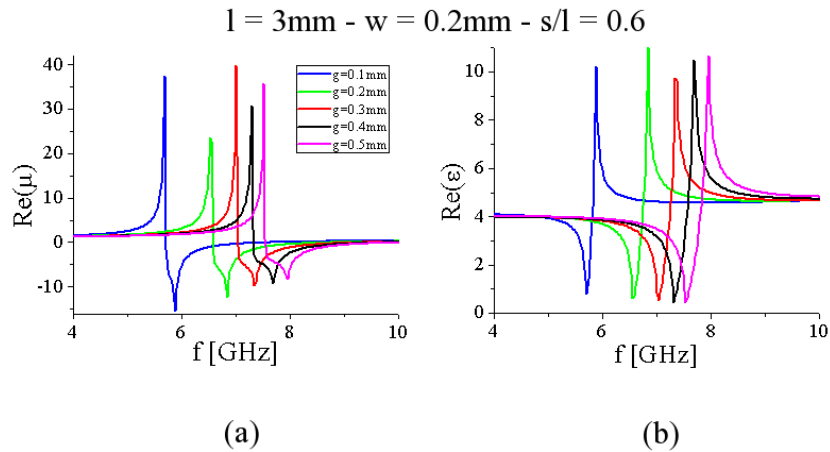 l = 3mm - w = 0.2mm - s/l = 0.6
Re(μ)
40
30
20
10
0
-10
4
6
8
10
f [GHz]
g=0.1mm
g=0.2mm
g=0.3mm
g=0.4mm
g=0.5mm
(a)
Re(ε)
10
8
6
4
2
0
4
6
8
10
f [GHz]
(b)